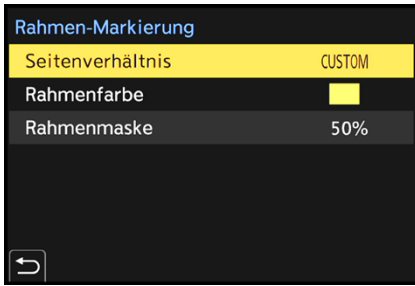 Rahmen-Markierung
Seitenverhältnis CUSTOM
Rahmenfarbe
Rahmenmaske 50%